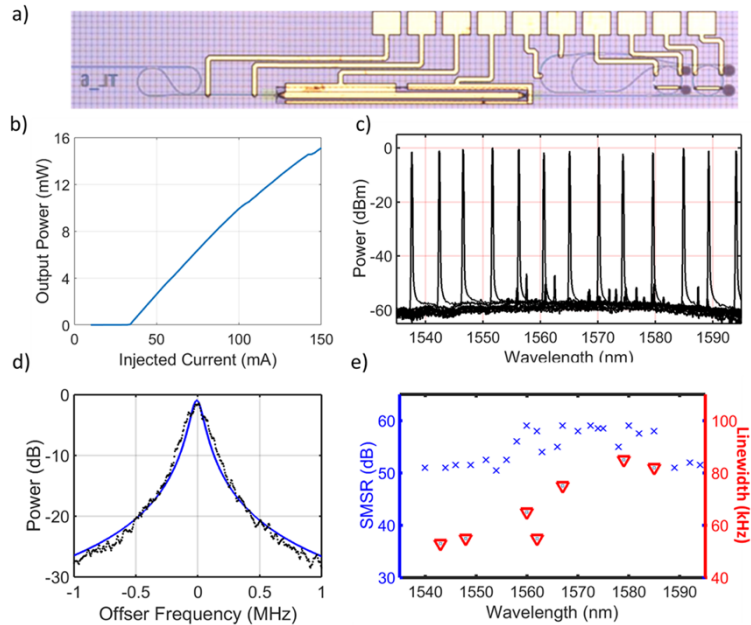 a)
TL_6
b)
16
12
8
4
0
0 50 100 150
Output Power (mW)
Injected Current (mA)
c)
0
-20
-40
-60
1540 1550 1560 1570 1580 1590
Power (dBm)
Wavelength (nm)
d)
0
-10
-20
-30
-1 -0.5 0 0.5 1
Power (dB)
Offser Frequency (MHz)
e)
60
50
40
30
100
80
60
40
1540 1550 1560 1570 1580 1590
SMSR (dB)
Linewidth (kHz)
Wavelength (nm)